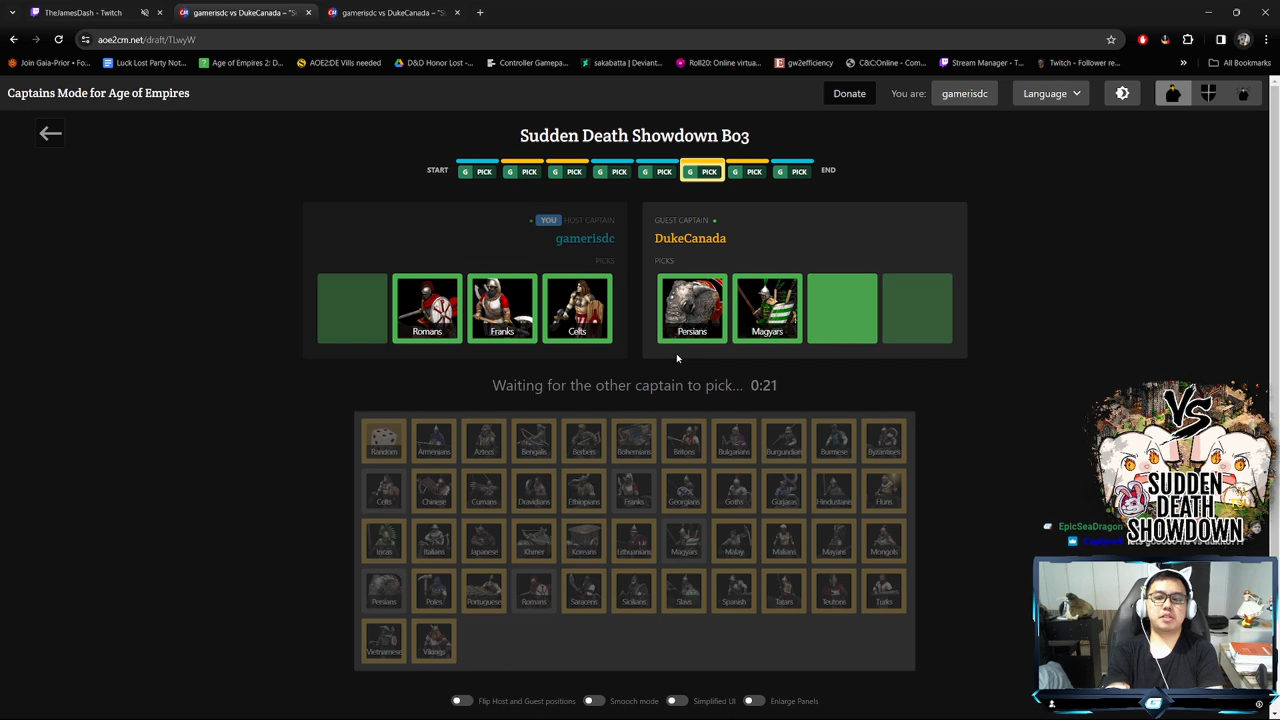 TheJamesDash - Twitch
gamerisdc vs DukeCanada – "S
gamerisdc vs DukeCanada – "S
aoe2cm.net/draft/TLwyW
Join Gaia-Prior • Fo...
Luck Lost Party Not...
Age of Empires 2: D...
AOE2:DE Vills needed
D&D Honor Lost -...
Controller Gamepa...
sakabatta | Deviant...
Roll20: Online virtua...
gw2efficiency
C&C:Online - Com...
Stream Manager - T...
Twitch - Follower re...
All Bookmarks
Captains Mode for Age of Empires
Donate
You are:
gamerisdc
Language
Sudden Death Showdown Bo3
START
G PICK
G PICK
G PICK
G PICK
G PICK
G PICK
G PICK
G PICK
END
YOU HOST CAPTAIN
gamerisdc
PICKS
Romans
Franks
Celts
GUEST CAPTAIN
DukeCanada
PICKS
Persians
Magyars
Waiting for the other captain to pick... 0:21
Random Armenians Aztecs Bengalis Berbers Bohemians Britons Bulgarians Burgundian Burmese Byzantines
Celts Chinese Cumans Dravidians Ethiopians Franks Georgians Goths Gurjaras Hindustanis Huns
Incas Italians Japanese Khmer Koreans Lithuanians Magyars Malay Malians Mayans Mongols
Persians Poles Portuguese Romans Saracens Sicilians Slavs Spanish Tatars Teutons Turks
Vietnamese Vikings
VS
SUDDEN
DEATH
SHOWDOWN
EpicSeaDragon
Flip Host and Guest positions
Smooch mode
Simplified UI
Enlarge Panels